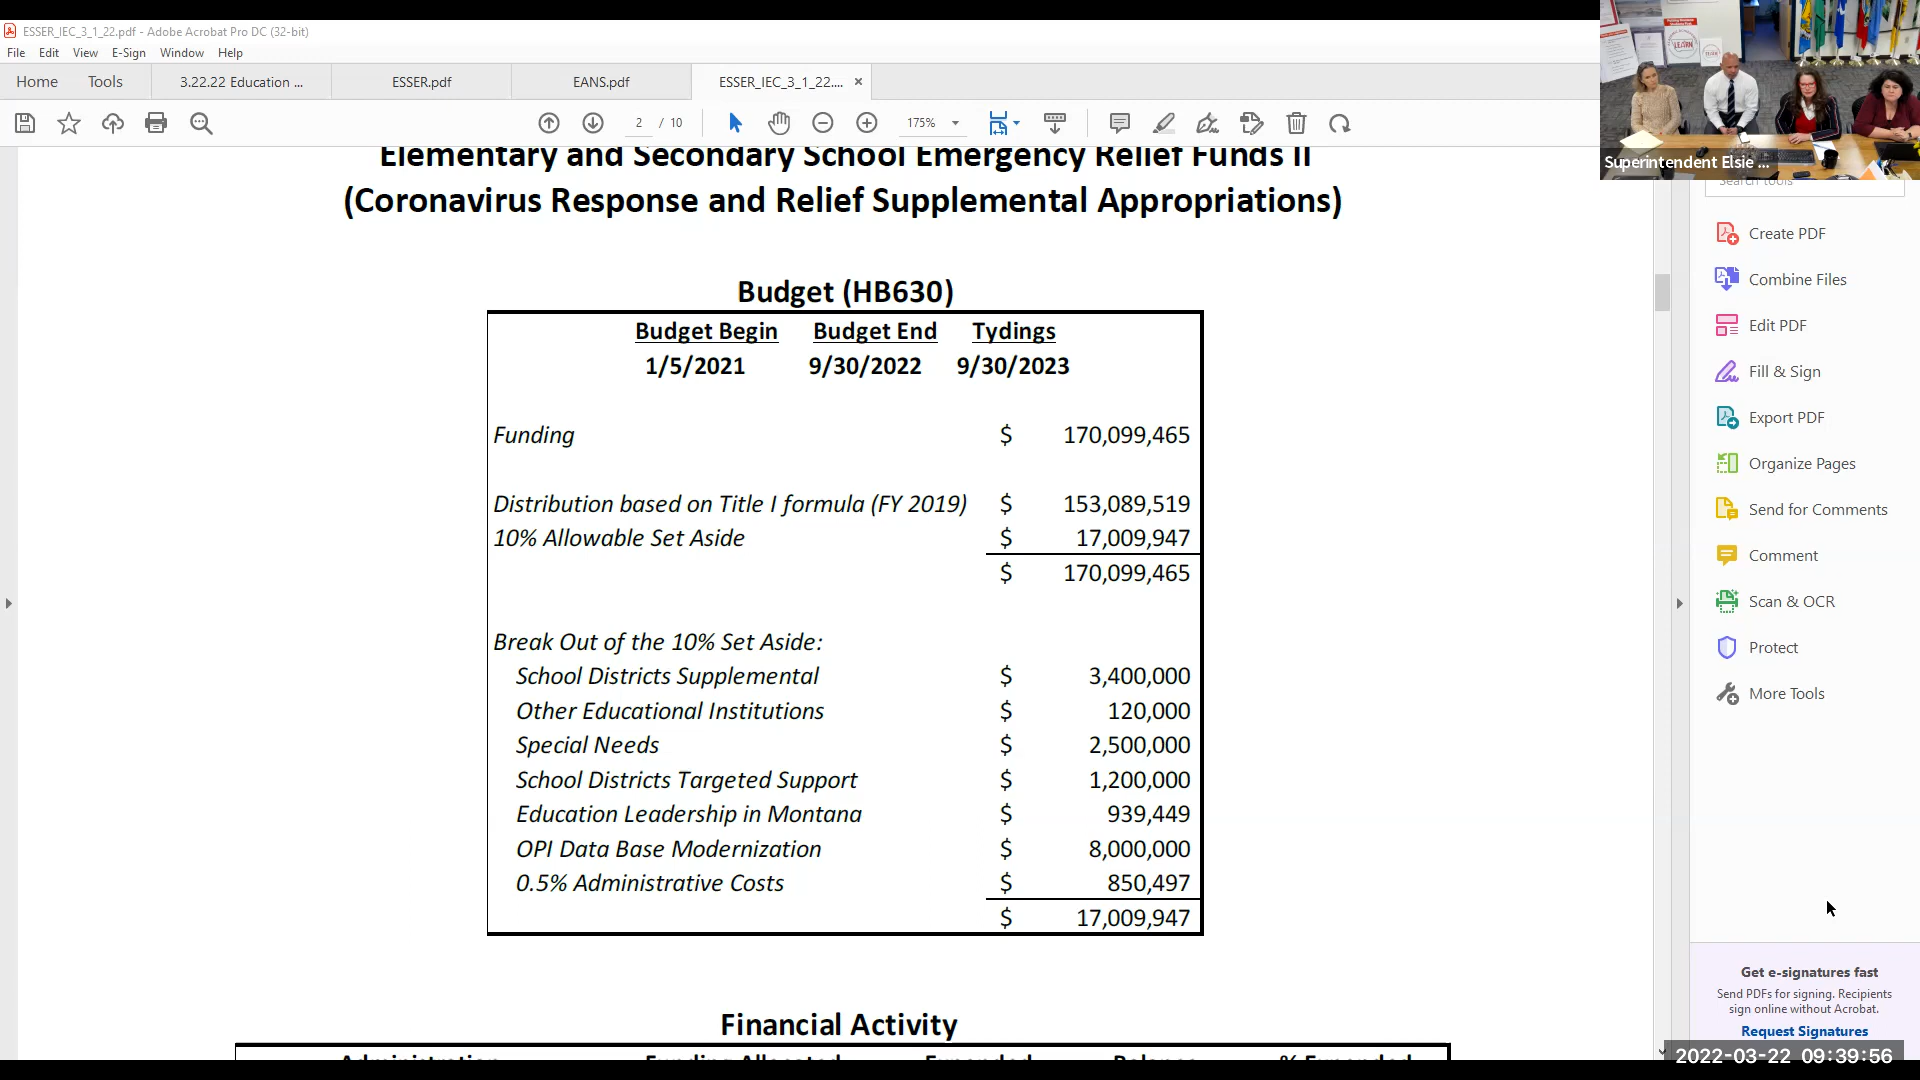 ESSER_IEC_3_1_22.pdf - Adobe Acrobat Pro DC (32-bit)
File Edit View E-Sign Window Help
Home Tools 3.22.22 Education ... ESSER.pdf EANS.pdf ESSER_IEC_3_1_22.... ×
2 / 10 175%
Elementary and Secondary School Emergency Relief Funds II
(Coronavirus Response and Relief Supplemental Appropriations)
Budget (HB630)
Budget Begin Budget End Tydings
1/5/2021 9/30/2022 9/30/2023
Funding $ 170,099,465
Distribution based on Title I formula (FY 2019) $ 153,089,519
10% Allowable Set Aside $ 17,009,947
$ 170,099,465
Break Out of the 10% Set Aside:
School Districts Supplemental $ 3,400,000
Other Educational Institutions $ 120,000
Special Needs $ 2,500,000
School Districts Targeted Support $ 1,200,000
Education Leadership in Montana $ 939,449
OPI Data Base Modernization $ 8,000,000
0.5% Administrative Costs $ 850,497
$ 17,009,947
Financial Activity
Administration Funding Allocated Expended Balance % Expended
LEARN
Superintendent Elsie ...
Search tools
Create PDF
Combine Files
Edit PDF
Fill & Sign
Export PDF
Organize Pages
Send for Comments
Comment
Scan & OCR
Protect
More Tools
Get e-signatures fast
Send PDFs for signing. Recipients
sign online without Acrobat.
Request Signatures
2022-03-22 09:39:56